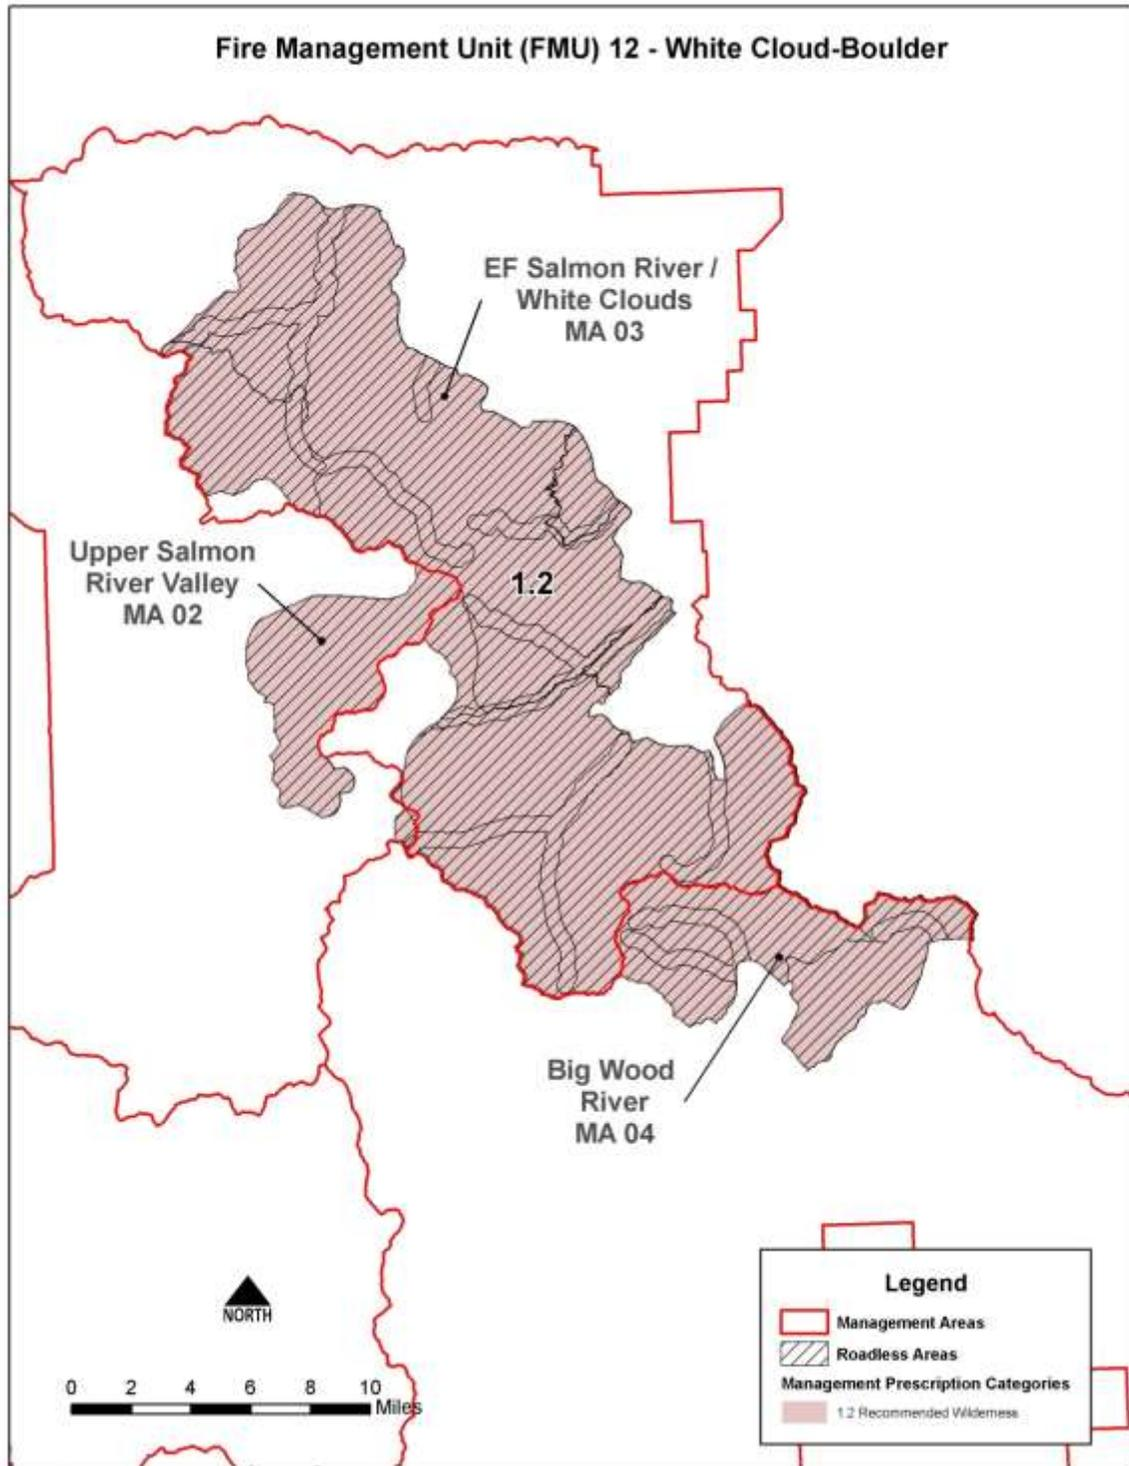 Fire Management Unit (FMU) 12 - White Cloud-Boulder
EF Salmon River /
White Clouds
MA 03
Upper Salmon
River Valley
MA 02
1.2
Big Wood
River
MA 04
NORTH
0 2 4 6 8 10
Miles
Legend
Management Areas
Roadless Areas
Management Prescription Categories
1.2 Recommended Wilderness